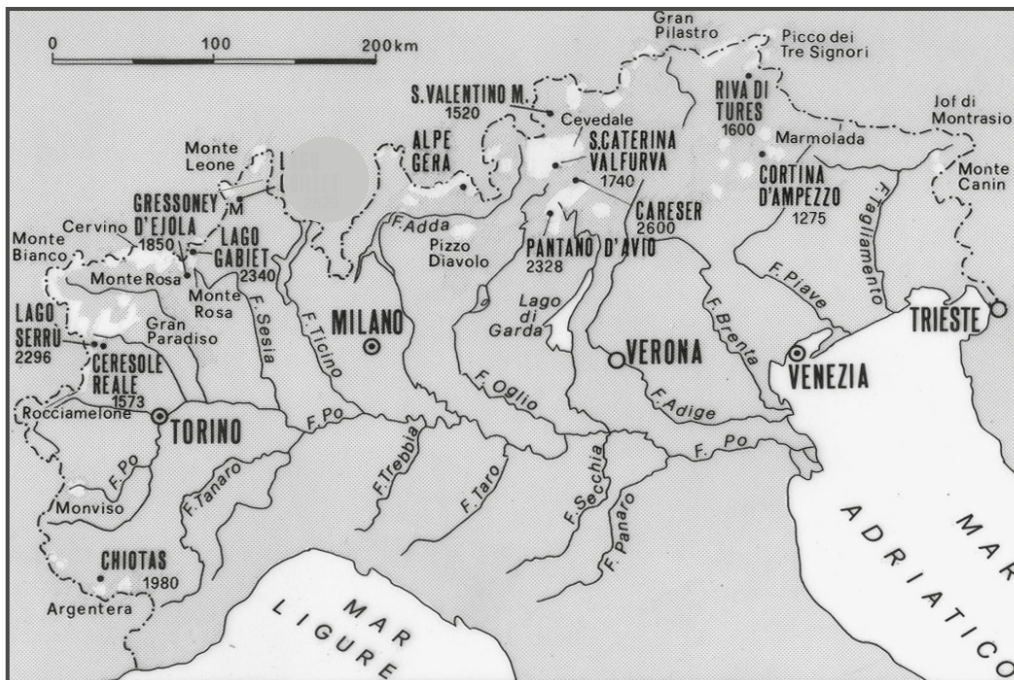 0
100
200 km
Gran
Pilastro
Picco dei
Tre Signori
S.VALENTINO M.
1520
Cevedale
RIVA DI
TURES
1600
Jof di
Montrasio
Monte
Leone
ALPE
GERA
S.CATERINA
VALFURVA
1740
Marmolada
Monte
Canin
M
GRESSONEY
D'EJOLA
1850
Cervino
LAGO
GABIET
2340
F. Adda
Pizzo
Diavolo
CARESER
2600
PANTANO D'AVIO
2328
CORTINA
D'AMPEZZO
1275
F. Tagliamento
Monte
Bianco
Monte Rosa
Monte
Rosa
Lago
di
Garda
F. Piave
TRIESTE
LAGO
SERRÙ
2296
Gran
Paradiso
F. Sesia
F. Ticino
MILANO
F. Brenta
VERONA
VENEZIA
CERESOLE
REALE
1573
F. Oglio
F. Adige
Rocciamelone
TORINO
F. Po
F. Po
F. Po
F. Tanaro
F. Trebbia
F. Taro
F. Secchia
F. Panaro
Monviso
CHIOTAS
1980
Argentera
MAR
LIGURE
MAR
ADRIATICO